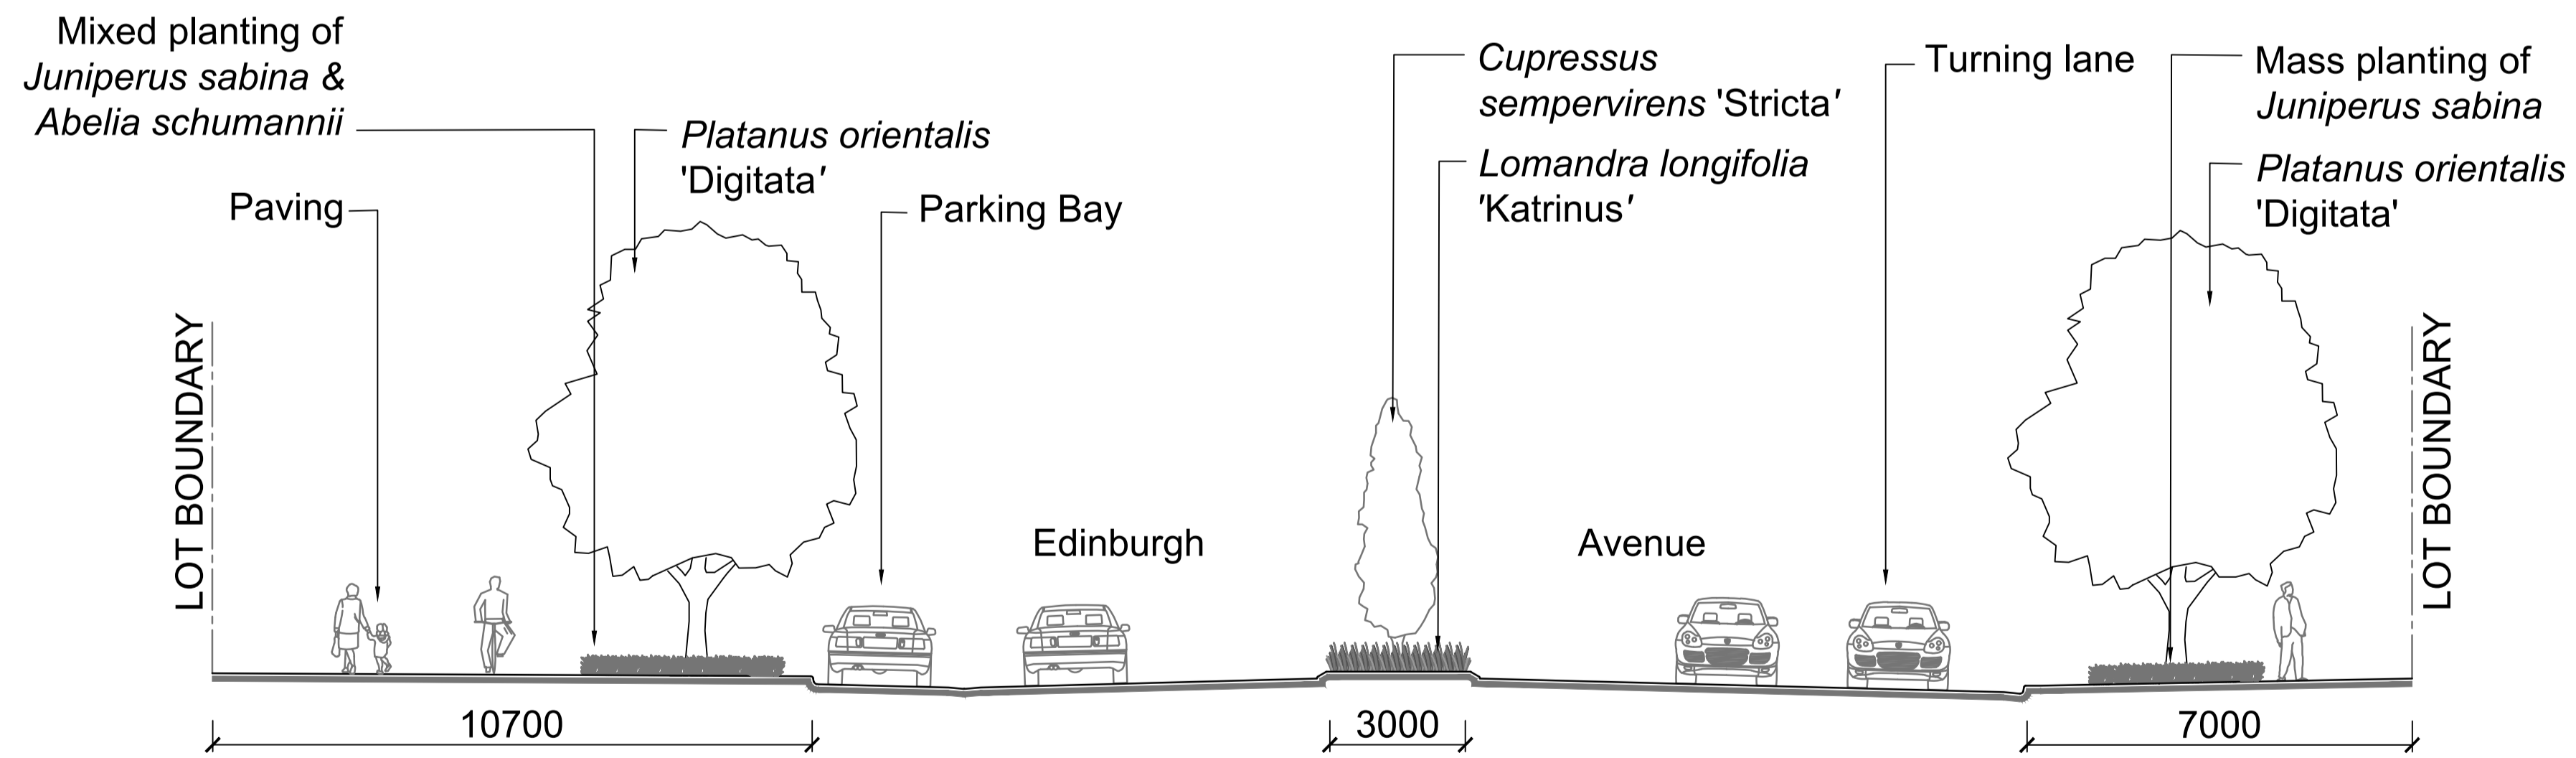 Mixed planting of
Juniperus sabina &
Abelia schumannii
Paving
Platanus orientalis
'Digitata'
Parking Bay
Cupressus
sempervirens 'Stricta'
Lomandra longifolia
'Katrinus'
Turning lane
Mass planting of
Juniperus sabina
Platanus orientalis
'Digitata'
LOT BOUNDARY
Edinburgh
Avenue
LOT BOUNDARY
10700
3000
7000